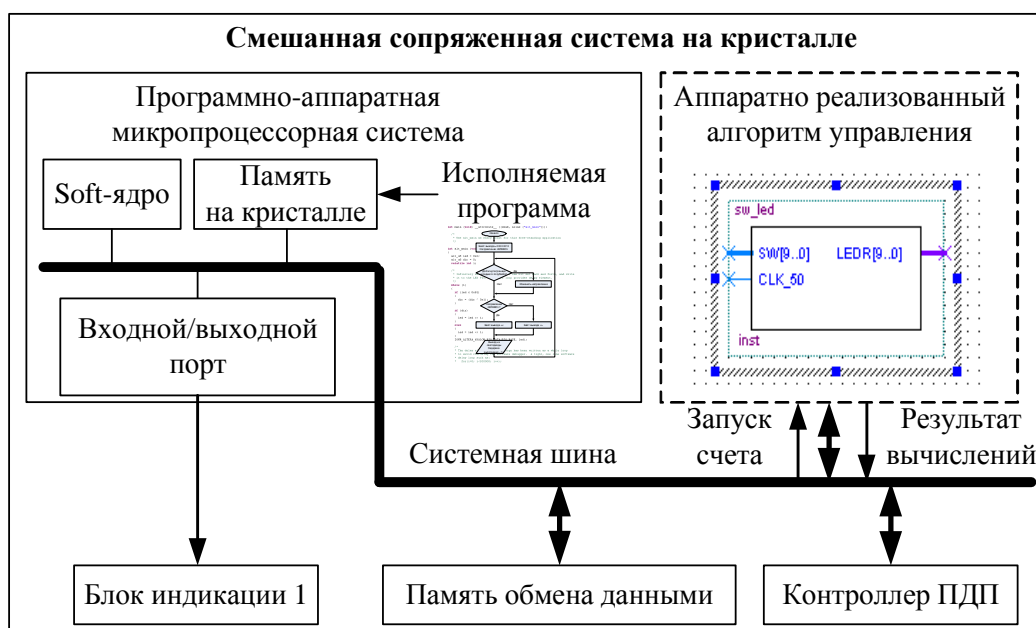 Смешанная сопряженная система на кристалле
Программно-аппаратная
микропроцессорная система
Soft-ядро
Память
на кристалле
Исполняемая
программа
Входной/выходной
порт
Аппаратно реализованный
алгоритм управления
sw_led
SW[9..0] LEDR[9..0]
CLK_50
inst
Запуск
счета
Результат
вычислений
Системная шина
Блок индикации 1
Память обмена данными
Контроллер ПДП